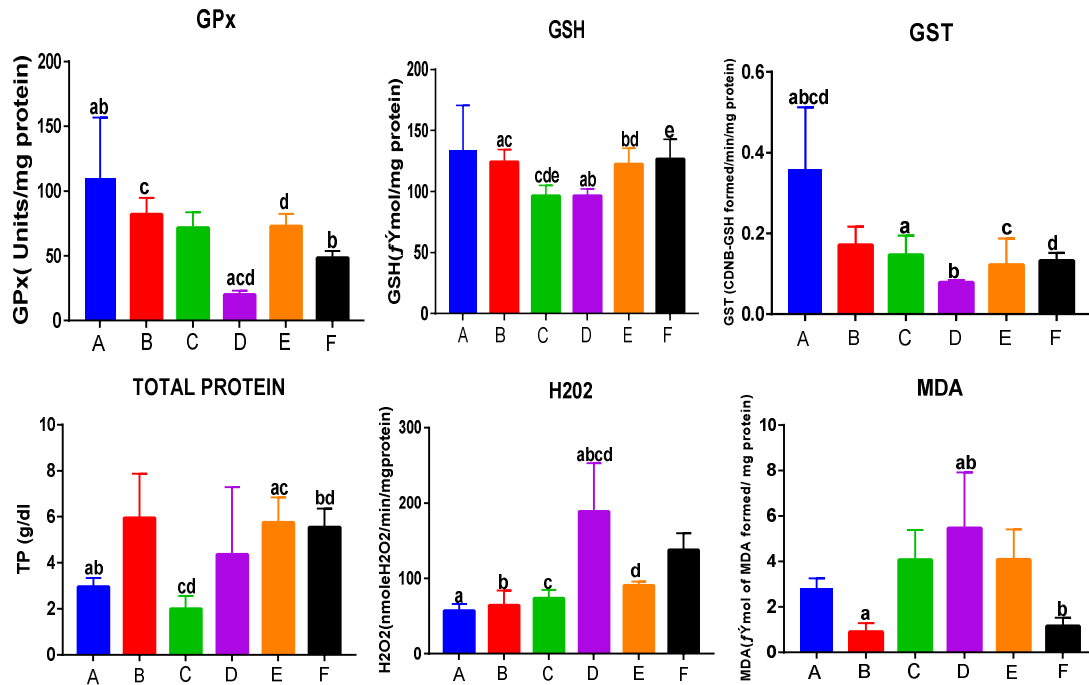 GPx
GPx( Units/mg protein)
200
150
100
50
0
ab
c
acd
d
b
A B C D E F
GSH
GSH(ƒŸmol/mg protein)
200
150
100
50
0
ac
cde
ab
bd
e
A B C D E F
GST
GST (CDNB-GSH formed/min/mg protein)
0.6
0.4
0.2
0.0
abcd
a
b
c
d
A B C D E F
TOTAL PROTEIN
TP (g/dl)
10
8
6
4
2
0
ab
cd
ac
bd
A B C D E F
H202
H2O2(nmoleH2O2/min/mgprotein)
300
200
100
0
a
b
c
abcd
d
A B C D E F
MDA
MDA(ƒŸmol of MDA formed/ mg protein)
10
8
6
4
2
0
a
ab
b
A B C D E F